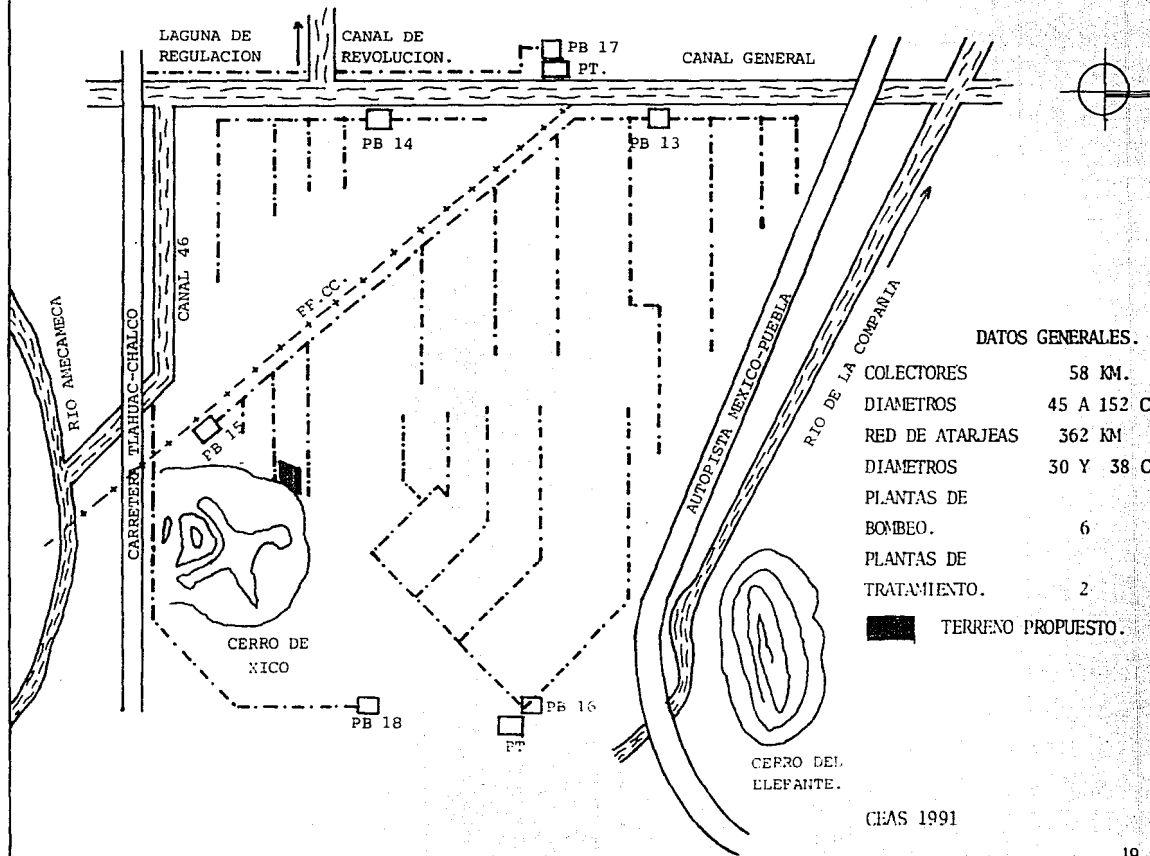 LAGUNA DE
REGULACION
CANAL DE
REVOLUCION.
PB 17
PT.
CANAL GENERAL
PB 14
PB 13
CANAL 46
FF.CC.
RIO AMECAMECA
CARRETERA TLAHUAC-CHALCO
PB 15
AUTOPISTA MEXICO-PUEBLA
RIO DE LA COMPAÑIA
CERRO DE
XICO
PB 18
PB 16
PT
CERRO DEL
ELEFANTE.
DATOS GENERALES.
COLECTORES 58 KM.
DIAMETROS 45 A 152 C
RED DE ATARJEAS 362 KM
DIAMETROS 30 Y 38 C
PLANTAS DE
BOMBEO. 6
PLANTAS DE
TRATAMIENTO. 2
TERRENO PROPUESTO.
CEAS 1991
19